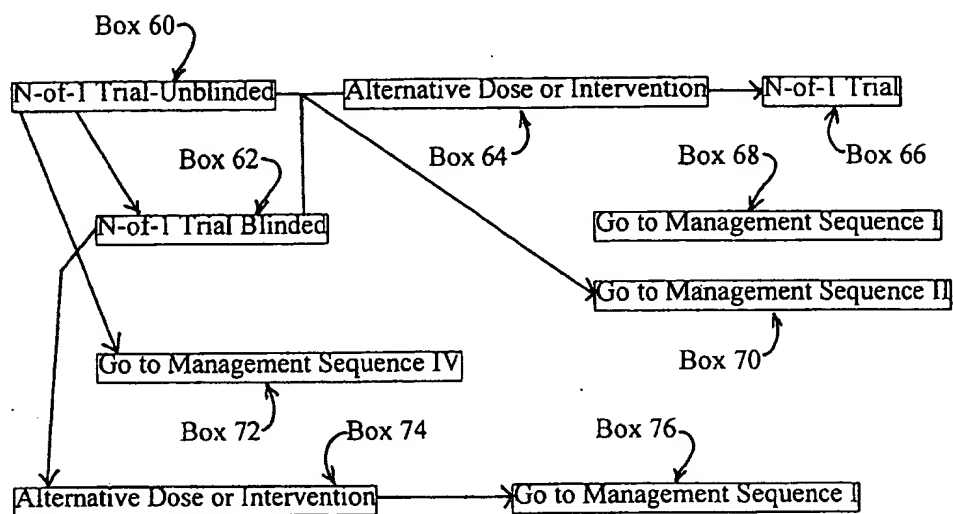 Box 60
N-of-1 Trial-Unblinded
Alternative Dose or Intervention
N-of-1 Trial
Box 64
Box 66
Box 62
Box 68
N-of-1 Trial Blinded
Go to Management Sequence I
Go to Management Sequence II
Box 70
Go to Management Sequence IV
Box 72
Box 74
Box 76
Alternative Dose or Intervention
Go to Management Sequence I